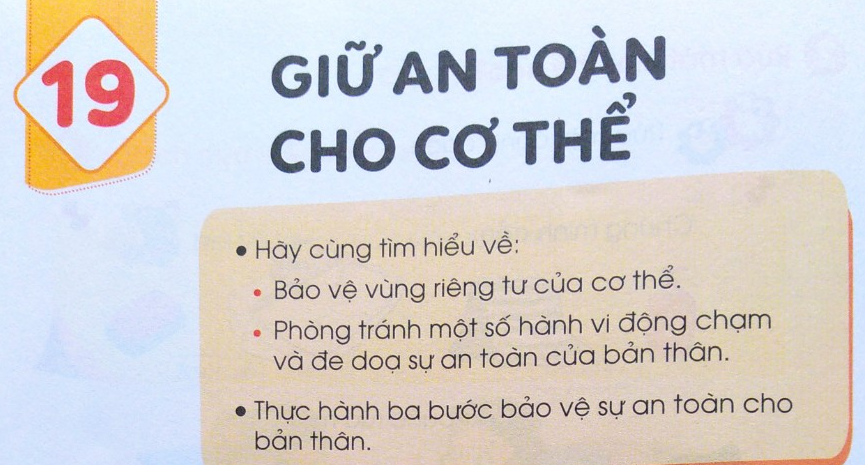 19
GIỮ AN TOÀN
CHO CƠ THỂ
• Hãy cùng tìm hiểu về:
• Bảo vệ vùng riêng tư của cơ thể.
• Phòng tránh một số hành vi động chạm
và đe doạ sự an toàn của bản thân.
• Thực hành ba bước bảo vệ sự an toàn cho
bản thân.